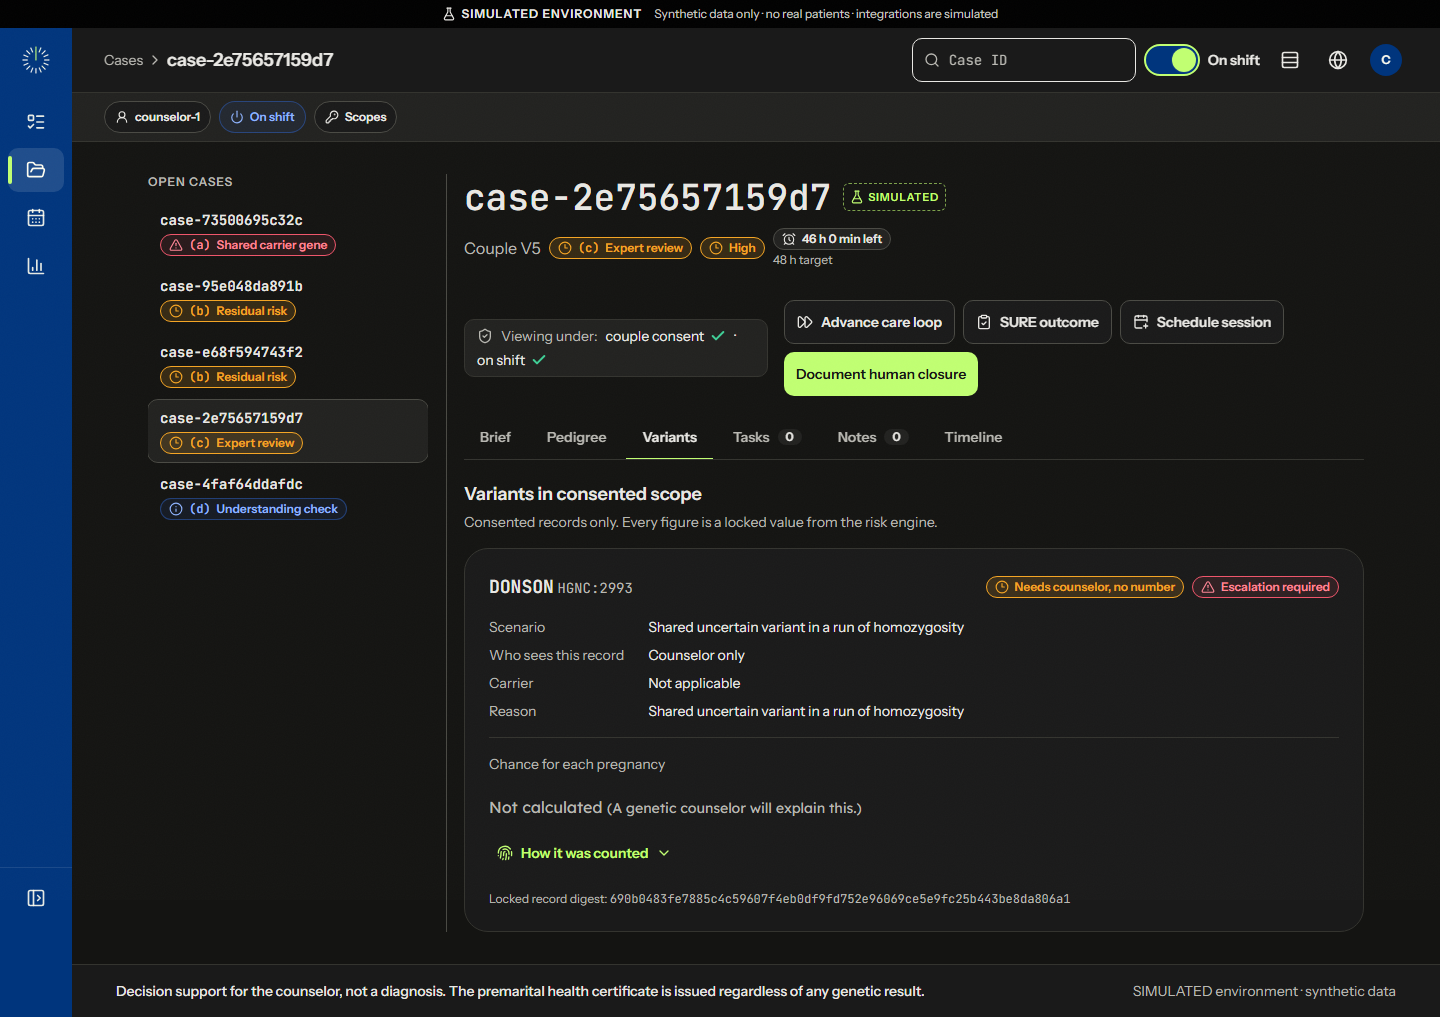 SIMULATED ENVIRONMENT Synthetic data only · no real patients · integrations are simulated
Cases > case-2e75657159d7
Case ID
On shift
C
counselor-1
On shift
Scopes
OPEN CASES
case-73500695c32c
(a) Shared carrier gene
case-95e048da891b
(b) Residual risk
case-e68f594743f2
(b) Residual risk
case-2e75657159d7
(c) Expert review
case-4faf64ddafdc
(d) Understanding check
case-2e75657159d7 SIMULATED
Couple V5 (c) Expert review High 46 h 0 min left
48 h target
Viewing under: couple consent ·
on shift
Advance care loop
SURE outcome
Schedule session
Document human closure
Brief Pedigree Variants Tasks 0 Notes 0 Timeline
Variants in consented scope
Consented records only. Every figure is a locked value from the risk engine.
DONSON HGNC:2993 Needs counselor, no number Escalation required
Scenario Shared uncertain variant in a run of homozygosity
Who sees this record Counselor only
Carrier Not applicable
Reason Shared uncertain variant in a run of homozygosity
Chance for each pregnancy
Not calculated (A genetic counselor will explain this.)
How it was counted
Locked record digest: 690b0483fe7885c4c59607f4eb0df9fd752e96069ce5e9fc25b443be8da806a1
Decision support for the counselor, not a diagnosis. The premarital health certificate is issued regardless of any genetic result.
SIMULATED environment · synthetic data